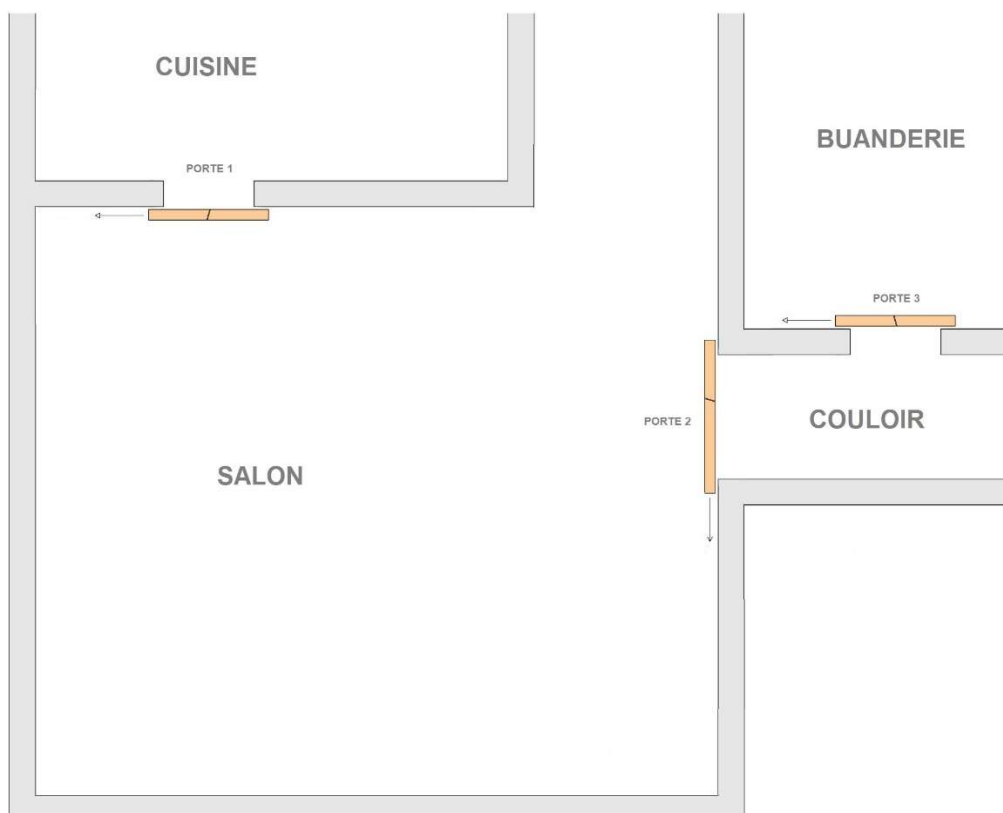 CUISINE
BUANDERIE
PORTE 1
PORTE 3
COULOIR
PORTE 2
SALON